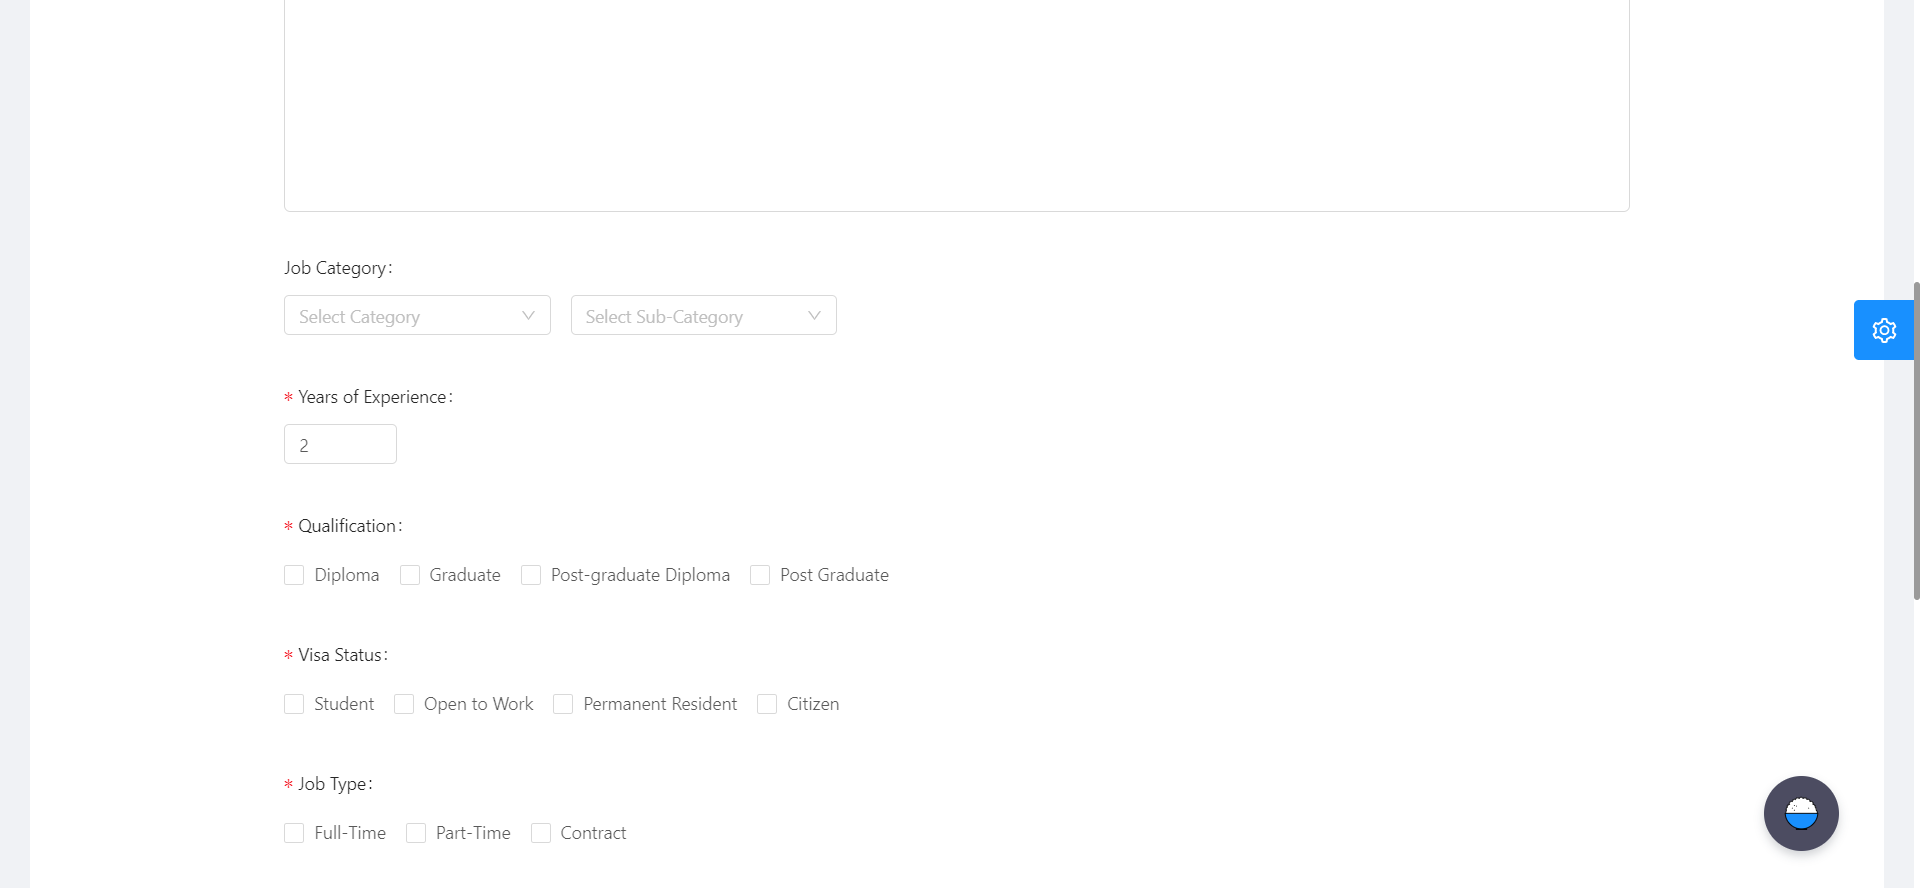 Job Category:
Select Category Select Sub-Category
* Years of Experience:
2
* Qualification:
Diploma Graduate Post-graduate Diploma Post Graduate
* Visa Status:
Student Open to Work Permanent Resident Citizen
* Job Type:
Full-Time Part-Time Contract